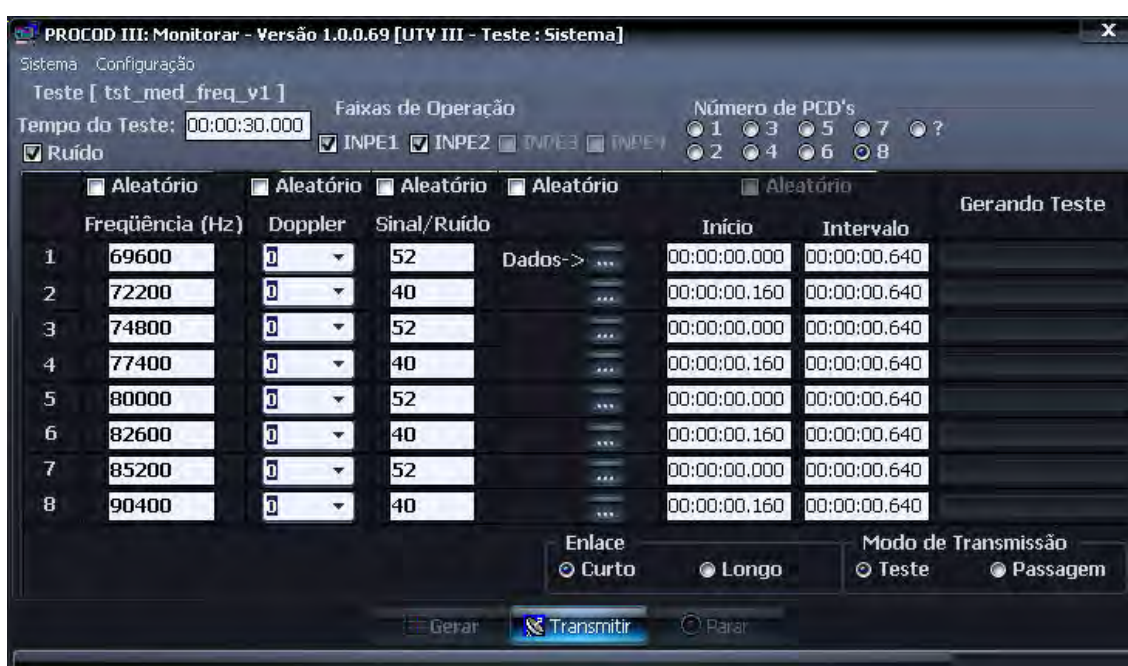 PROCOD III: Monitorar - Versão 1.0.0.69 [UTV III - Teste : Sistema] X
Sistema Configuração
Teste [ tst_med_freq_v1 ]
Tempo do Teste: 00:00:30.000
Ruído
Faixas de Operação
INPE1 INPE2 INPE3 INPE4
Número de PCD's
1 3 5 7 ?
2 4 6 8
Aleatório Aleatório Aleatório Aleatório Aleatório
Freqüência (Hz) Doppler Sinal/Ruído Início Intervalo Gerando Teste
1 69600 0 52 Dados-> ... 00:00:00.000 00:00:00.640
2 72200 0 40 ... 00:00:00.160 00:00:00.640
3 74800 0 52 ... 00:00:00.000 00:00:00.640
4 77400 0 40 ... 00:00:00.160 00:00:00.640
5 80000 0 52 ... 00:00:00.000 00:00:00.640
6 82600 0 40 ... 00:00:00.160 00:00:00.640
7 85200 0 52 ... 00:00:00.000 00:00:00.640
8 90400 0 40 ... 00:00:00.160 00:00:00.640
Enlace
Curto Longo
Modo de Transmissão
Teste Passagem
Gerar Transmitir Parar